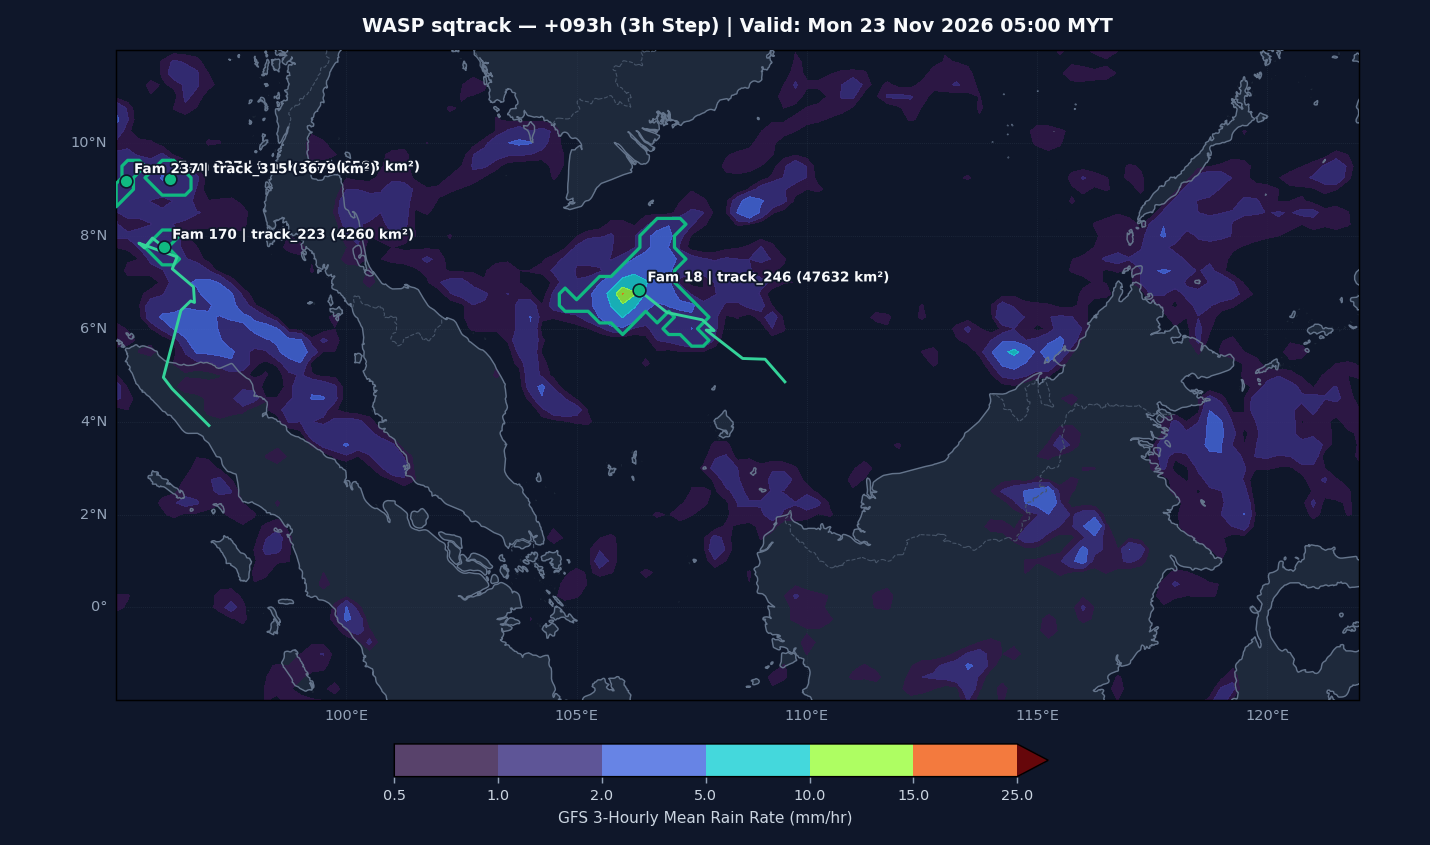 WASP sqtrack — +093h (3h Step) | Valid: Mon 23 Nov 2026 05:00 MYT
10°N
8°N
6°N
4°N
2°N
0°
Fam 237 | track_315 (3679 km²)
km²)
Fam 170 | track_223 (4260 km²)
Fam 18 | track_246 (47632 km²)
100°E
105°E
110°E
115°E
120°E
0.5
1.0
2.0
5.0
10.0
15.0
25.0
GFS 3-Hourly Mean Rain Rate (mm/hr)